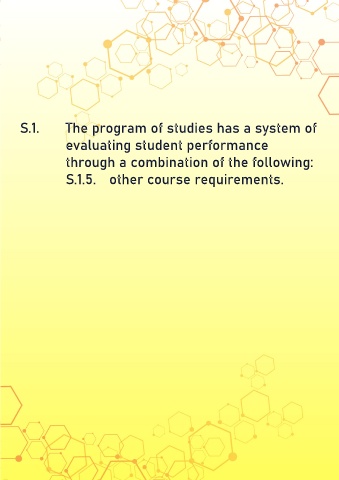 S.1. The program of studies has a system of
evaluating student performance
through a combination of the following:
S.1.5. other course requirements.